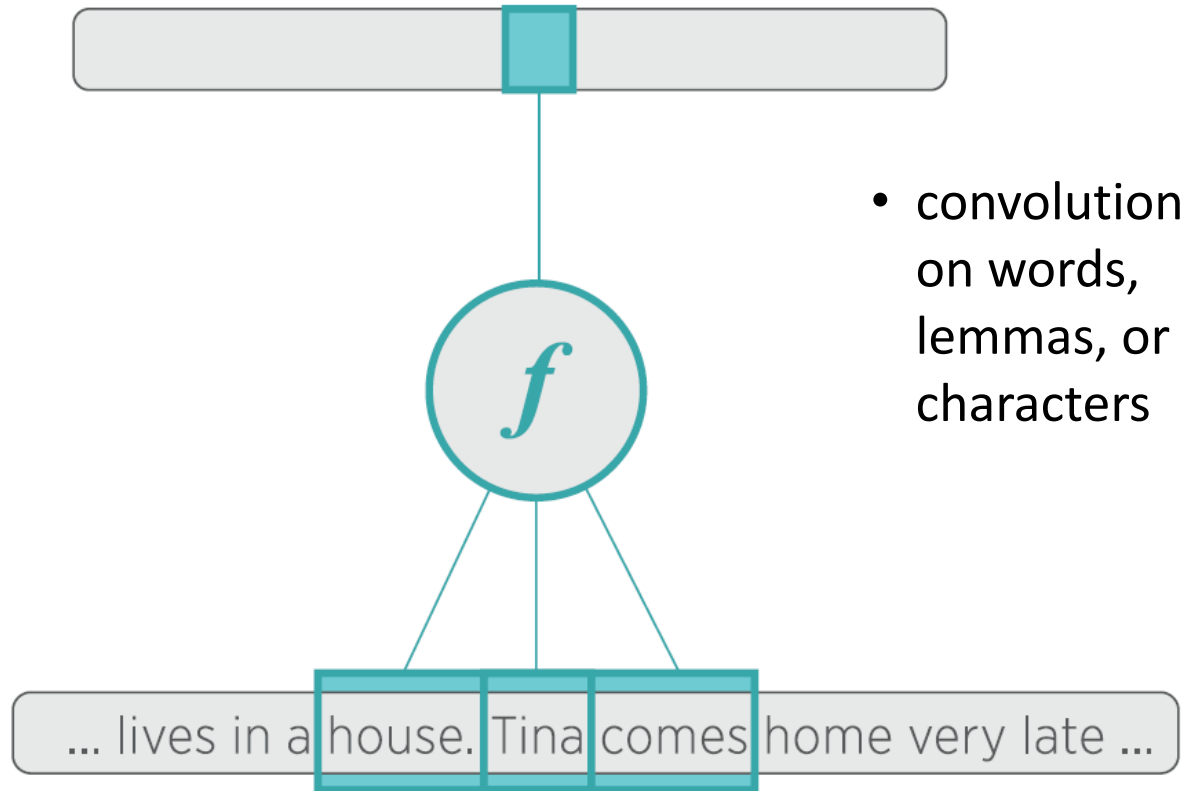 • convolution
on words,
lemmas, or
characters
f
... lives in a house. Tina comes home very late ...